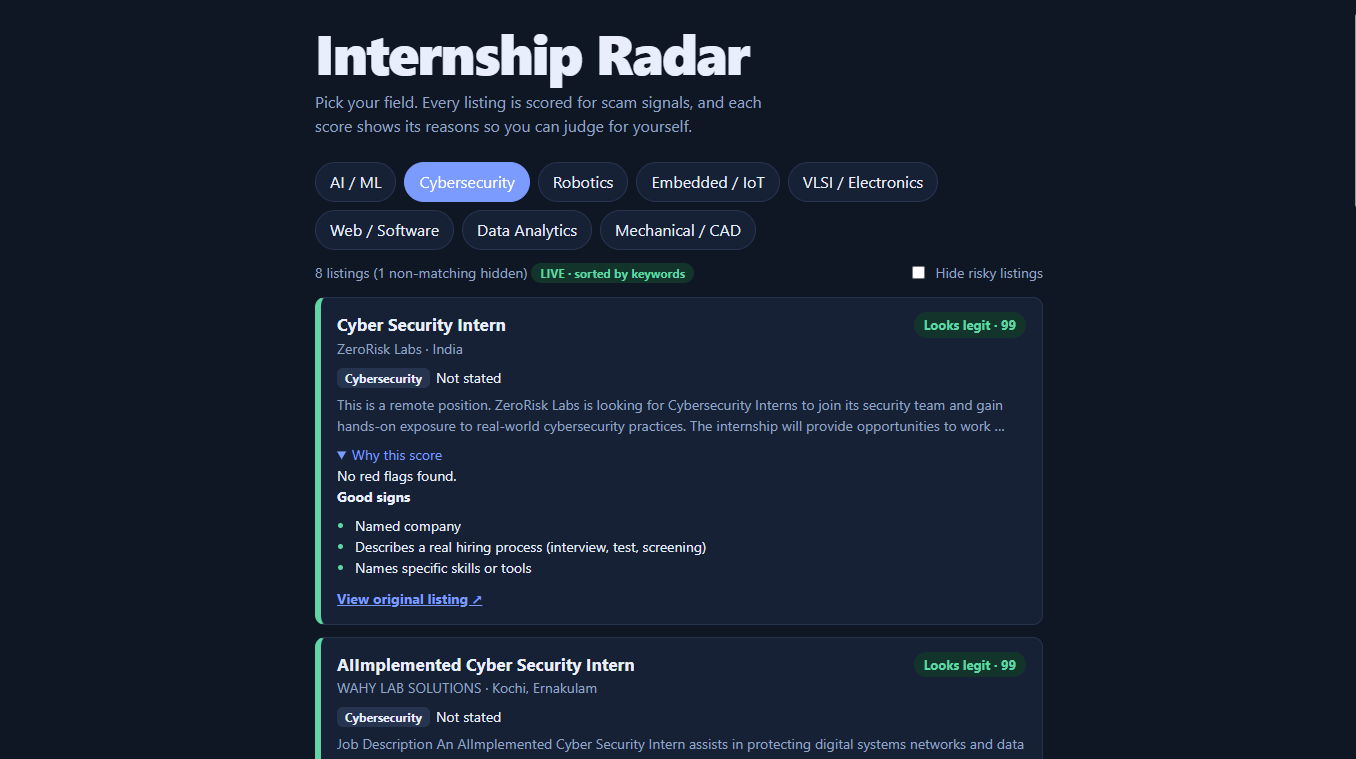 Internship Radar
Pick your field. Every listing is scored for scam signals, and each
score shows its reasons so you can judge for yourself.
AI / ML
Cybersecurity
Robotics
Embedded / IoT
VLSI / Electronics
Web / Software
Data Analytics
Mechanical / CAD
8 listings (1 non-matching hidden) LIVE · sorted by keywords
Hide risky listings
Cyber Security Intern
Looks legit · 99
ZeroRisk Labs · India
Cybersecurity Not stated
This is a remote position. ZeroRisk Labs is looking for Cybersecurity Interns to join its security team and gain
hands-on exposure to real-world cybersecurity practices. The internship will provide opportunities to work ...
▼ Why this score
No red flags found.
Good signs
• Named company
• Describes a real hiring process (interview, test, screening)
• Names specific skills or tools
View original listing ↗
AIImplemented Cyber Security Intern
Looks legit · 99
WAHY LAB SOLUTIONS · Kochi, Ernakulam
Cybersecurity Not stated
Job Description An AIImplemented Cyber Security Intern assists in protecting digital systems networks and data